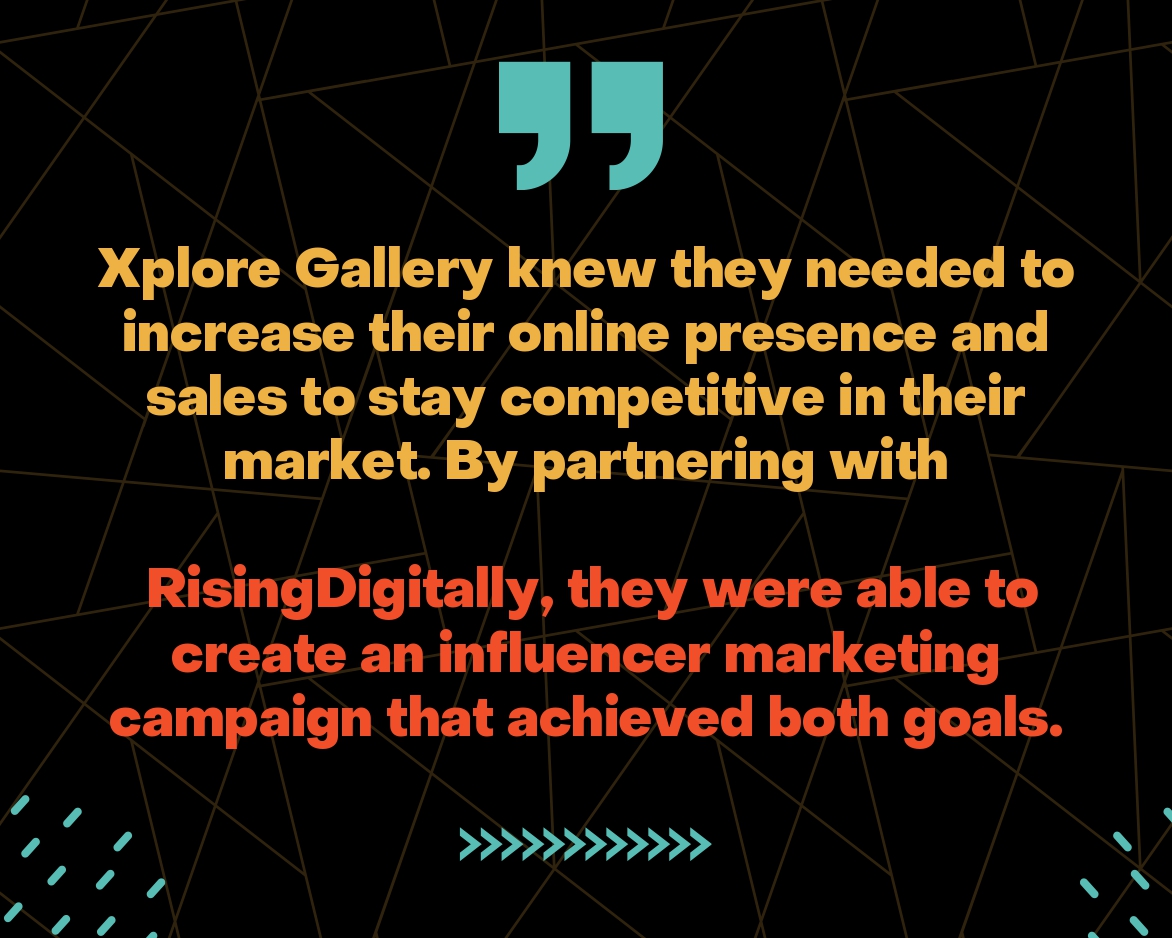 ”
Xplore Gallery knew they needed to
increase their online presence and
sales to stay competitive in their
market. By partnering with
RisingDigitally, they were able to
create an influencer marketing
campaign that achieved both goals.